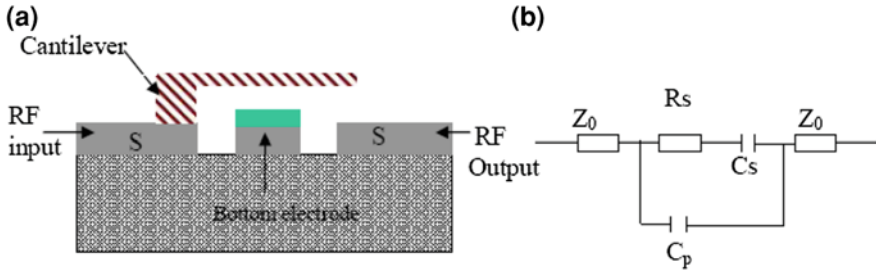 (a)
Cantilever
RF
input
S
S
RF
Output
Bottom electrode
(b)
Z0
Rs
Cs
Z0
Cp